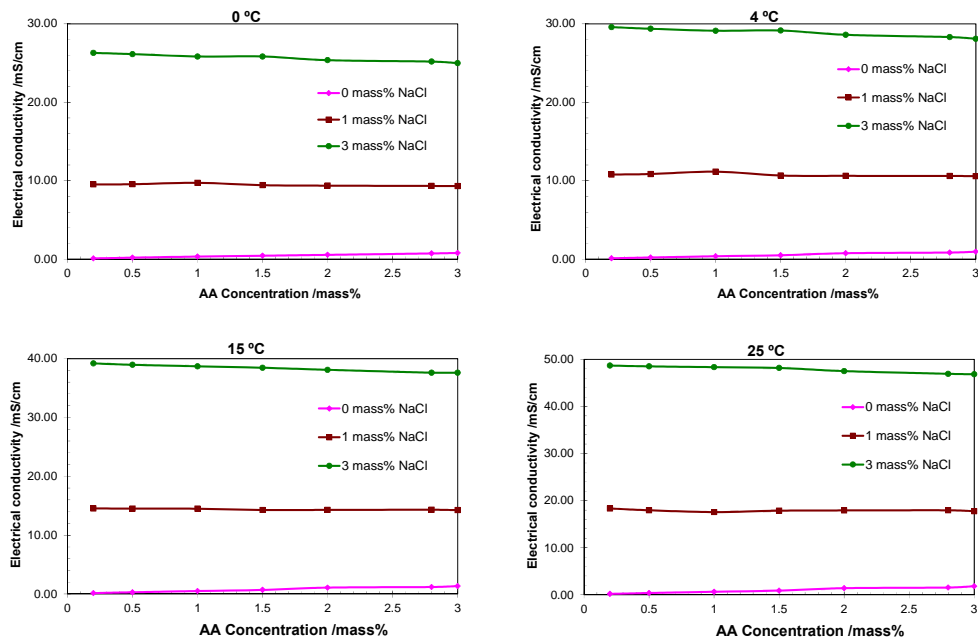 0 ºC
30.00
20.00
10.00
0.00
0 0.5 1 1.5 2 2.5 3
Electrical conductivity /mS/cm
AA Concentration /mass%
0 mass% NaCl
1 mass% NaCl
3 mass% NaCl
4 ºC
30.00
20.00
10.00
0.00
0 0.5 1 1.5 2 2.5 3
Electrical conductivity /mS/cm
AA Concentration /mass%
0 mass% NaCl
1 mass% NaCl
3 mass% NaCl
15 ºC
40.00
30.00
20.00
10.00
0.00
0 0.5 1 1.5 2 2.5 3
Electrical conductivity /mS/cm
AA Concentration /mass%
0 mass% NaCl
1 mass% NaCl
3 mass% NaCl
25 ºC
50.00
40.00
30.00
20.00
10.00
0.00
0 0.5 1 1.5 2 2.5 3
Electrical conductivity /mS/cm
AA Concentration /mass%
0 mass% NaCl
1 mass% NaCl
3 mass% NaCl